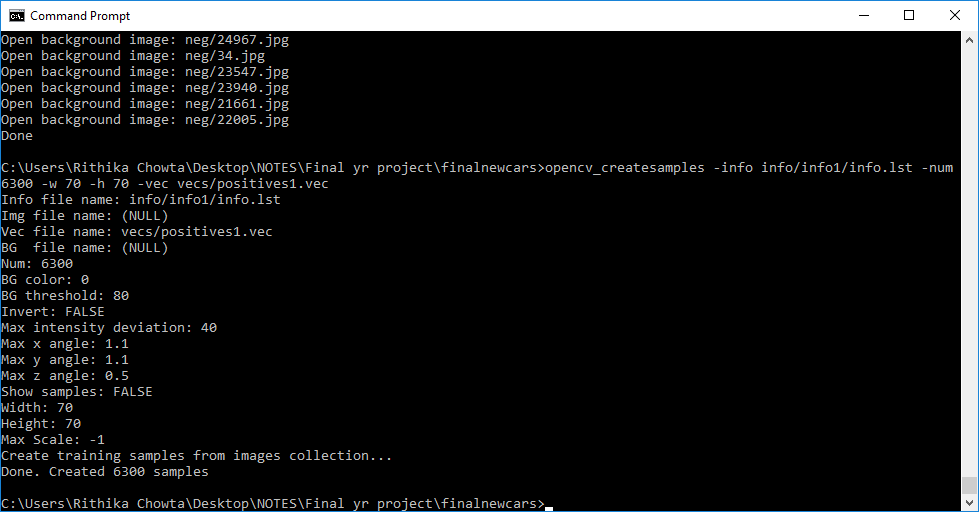 Command Prompt
Open background image: neg/24967.jpg
Open background image: neg/34.jpg
Open background image: neg/23547.jpg
Open background image: neg/23940.jpg
Open background image: neg/21661.jpg
Open background image: neg/22005.jpg
Done
C:\Users\Rithika Chowta\Desktop\NOTES\Final yr project\finalnewcars>opencv_createsamples -info info/info1/info.lst -num
6300 -w 70 -h 70 -vec vecs/positives1.vec
Info file name: info/info1/info.lst
Img file name: (NULL)
Vec file name: vecs/positives1.vec
BG  file name: (NULL)
Num: 6300
BG color: 0
BG threshold: 80
Invert: FALSE
Max intensity deviation: 40
Max x angle: 1.1
Max y angle: 1.1
Max z angle: 0.5
Show samples: FALSE
Width: 70
Height: 70
Max Scale: -1
Create training samples from images collection...
Done. Created 6300 samples
C:\Users\Rithika Chowta\Desktop\NOTES\Final yr project\finalnewcars>